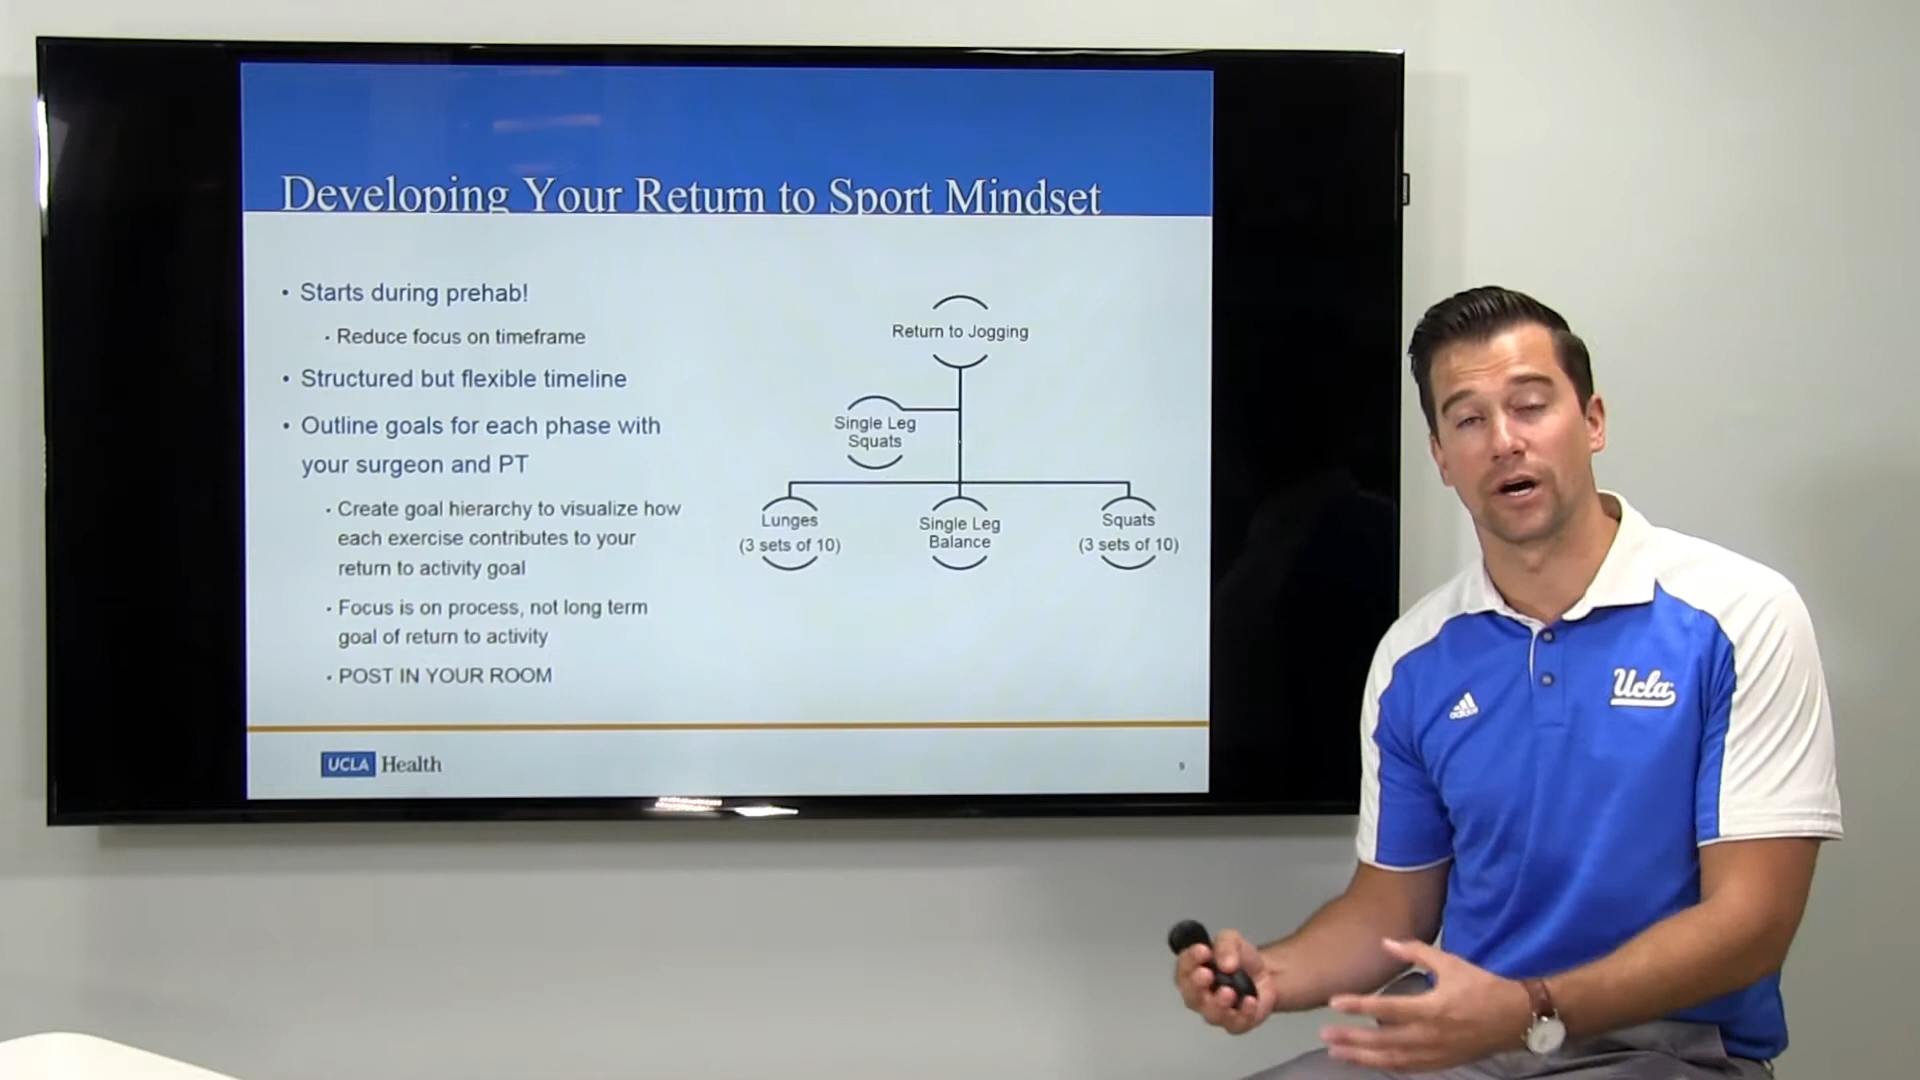 Developing Your Return to Sport Mindset
• Starts during prehab!
· Reduce focus on timeframe
• Structured but flexible timeline
• Outline goals for each phase with
your surgeon and PT
· Create goal hierarchy to visualize how
each exercise contributes to your
return to activity goal
· Focus is on process, not long term
goal of return to activity
· POST IN YOUR ROOM
Return to Jogging
Single Leg
Squats
Lunges
(3 sets of 10)
Single Leg
Balance
Squats
(3 sets of 10)
UCLA Health
9
adidas
Ucla